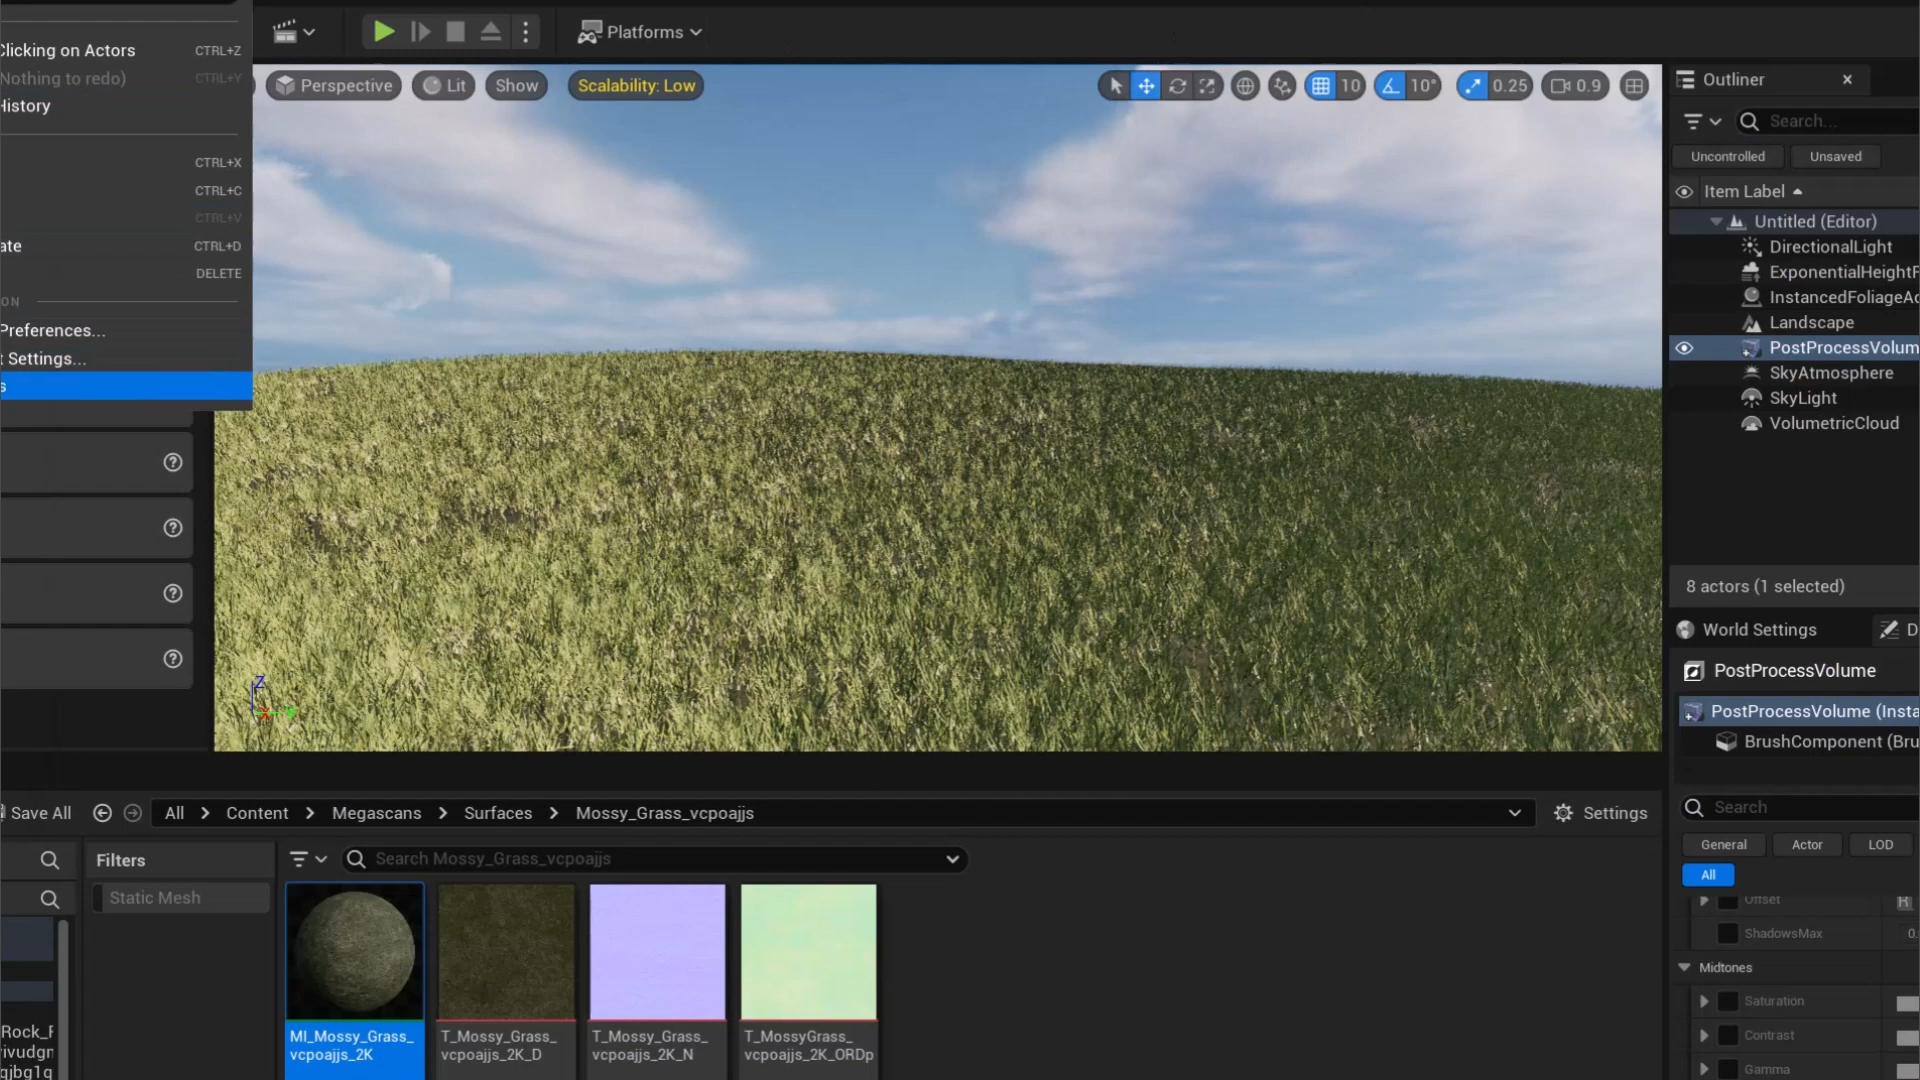 Clicking on Actors CTRL+Z
Nothing to redo) CTRL+Y
History
CTRL+X
CTRL+C
CTRL+V
ate CTRL+D
DELETE
ON
Preferences...
t Settings...
s
Platforms
Perspective
Lit
Show
Scalability: Low
10
10°
0.25
0.9
Outliner
Search...
Uncontrolled
Unsaved
Item Label
Untitled (Editor)
DirectionalLight
ExponentialHeightF
InstancedFoliageAc
Landscape
PostProcessVolum
SkyAtmosphere
SkyLight
VolumetricCloud
8 actors (1 selected)
World Settings
D
PostProcessVolume
PostProcessVolume (Insta
BrushComponent (Bru
Search
General
Actor
LOD
All
Offset
ShadowsMax
0.
Midtones
Saturation
Contrast
Gamma
Z
Save All
All > Content > Megascans > Surfaces > Mossy_Grass_vcpoajjs
Settings
Filters
Static Mesh
Search Mossy_Grass_vcpoajjs
MI_Mossy_Grass_
vcpoajjs_2K
T_Mossy_Grass_
vcpoajjs_2K_D
T_Mossy_Grass_
vcpoajjs_2K_N
T_MossyGrass_
vcpoajjs_2K_ORDp
Rock_F
ivudgn
qjbg1q